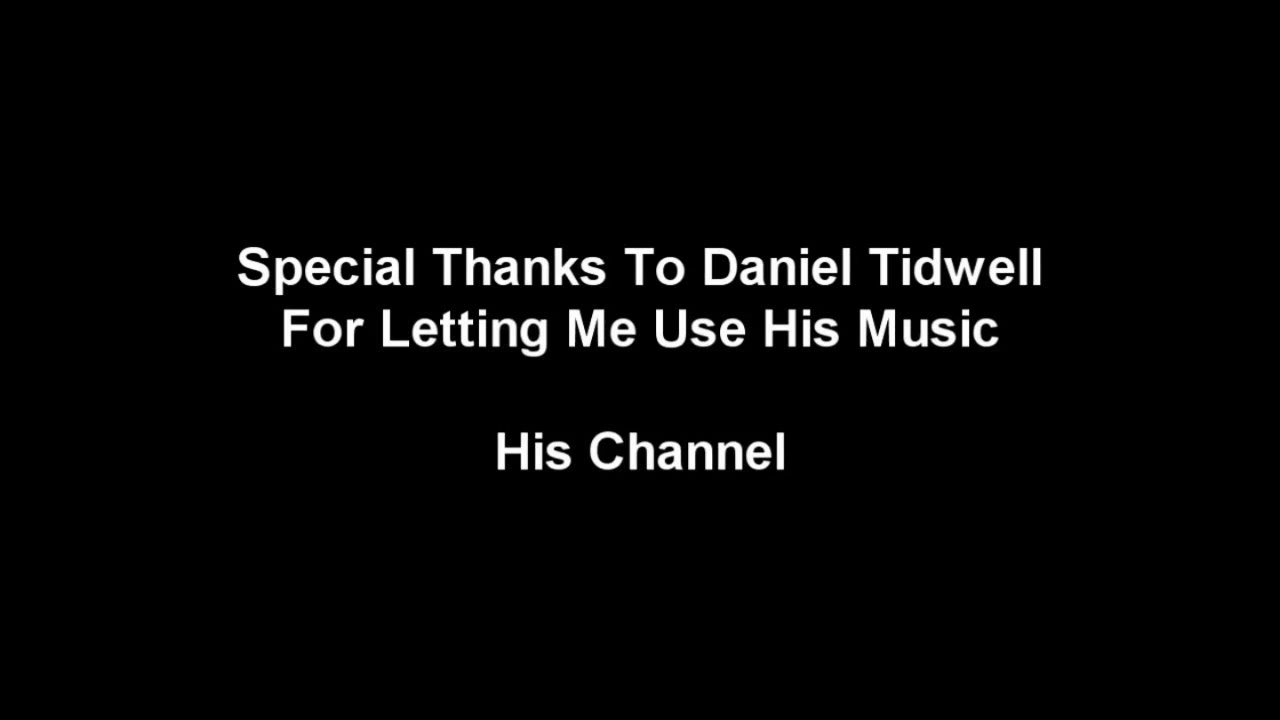 Special Thanks To Daniel Tidwell
For Letting Me Use His Music
His Channel